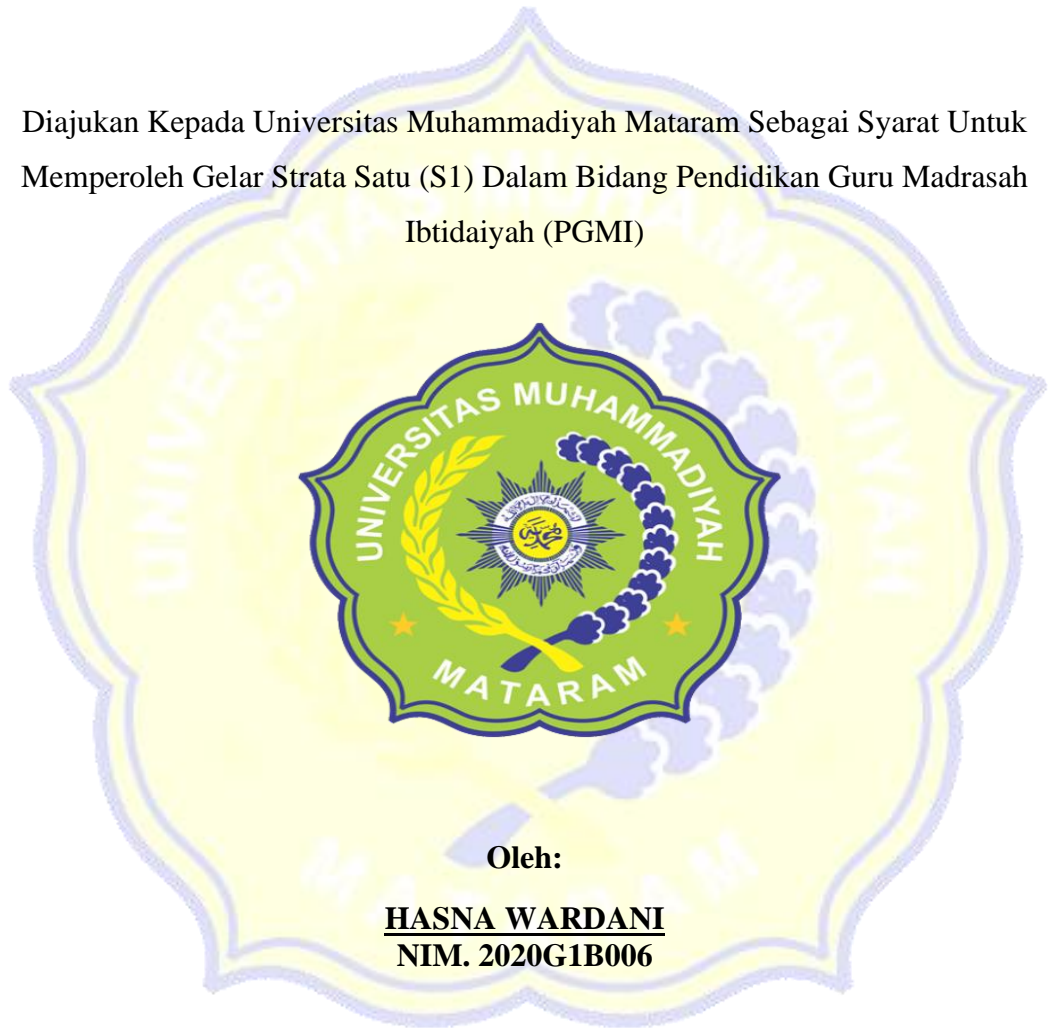 Diajukan Kepada Universitas Muhammadiyah Mataram Sebagai Syarat Untuk
Memperoleh Gelar Strata Satu (S1) Dalam Bidang Pendidikan Guru Madrasah
Ibtidaiyah (PGMI)
UNIVERSITAS MUHAMMADIYAH
MATARAM
Oleh:
HASNA WARDANI
NIM. 2020G1B006